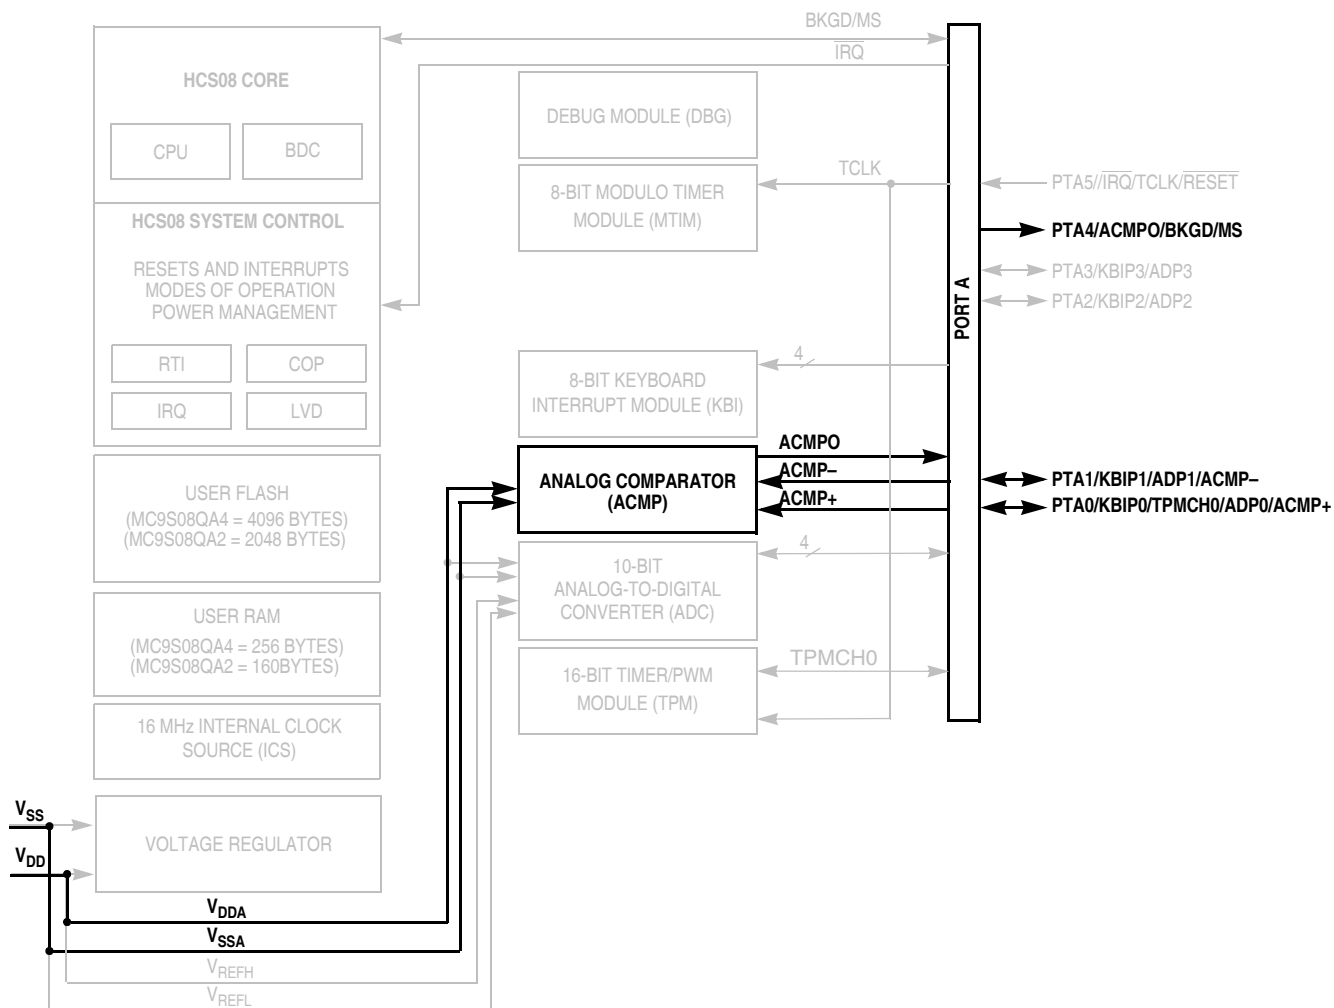 BKGD/MS
IRQ
HCS08 CORE
CPU
BDC
HCS08 SYSTEM CONTROL
RESETS AND INTERRUPTS
MODES OF OPERATION
POWER MANAGEMENT
RTI
COP
IRQ
LVD
USER FLASH
(MC9S08QA4 = 4096 BYTES)
(MC9S08QA2 = 2048 BYTES)
USER RAM
(MC9S08QA4 = 256 BYTES)
(MC9S08QA2 = 160BYTES)
16 MHz INTERNAL CLOCK
SOURCE (ICS)
VOLTAGE REGULATOR
VSS
VDD
VDDA
VSSA
VREFH
VREFL
DEBUG MODULE (DBG)
8-BIT MODULO TIMER
MODULE (MTIM)
TCLK
8-BIT KEYBOARD
INTERRUPT MODULE (KBI)
4
ANALOG COMPARATOR
(ACMP)
ACMPO
ACMP–
ACMP+
10-BIT
ANALOG-TO-DIGITAL
CONVERTER (ADC)
4
16-BIT TIMER/PWM
MODULE (TPM)
TPMCH0
PORT A
PTA5//IRQ/TCLK/RESET
PTA4/ACMPO/BKGD/MS
PTA3/KBIP3/ADP3
PTA2/KBIP2/ADP2
PTA1/KBIP1/ADP1/ACMP–
PTA0/KBIP0/TPMCH0/ADP0/ACMP+